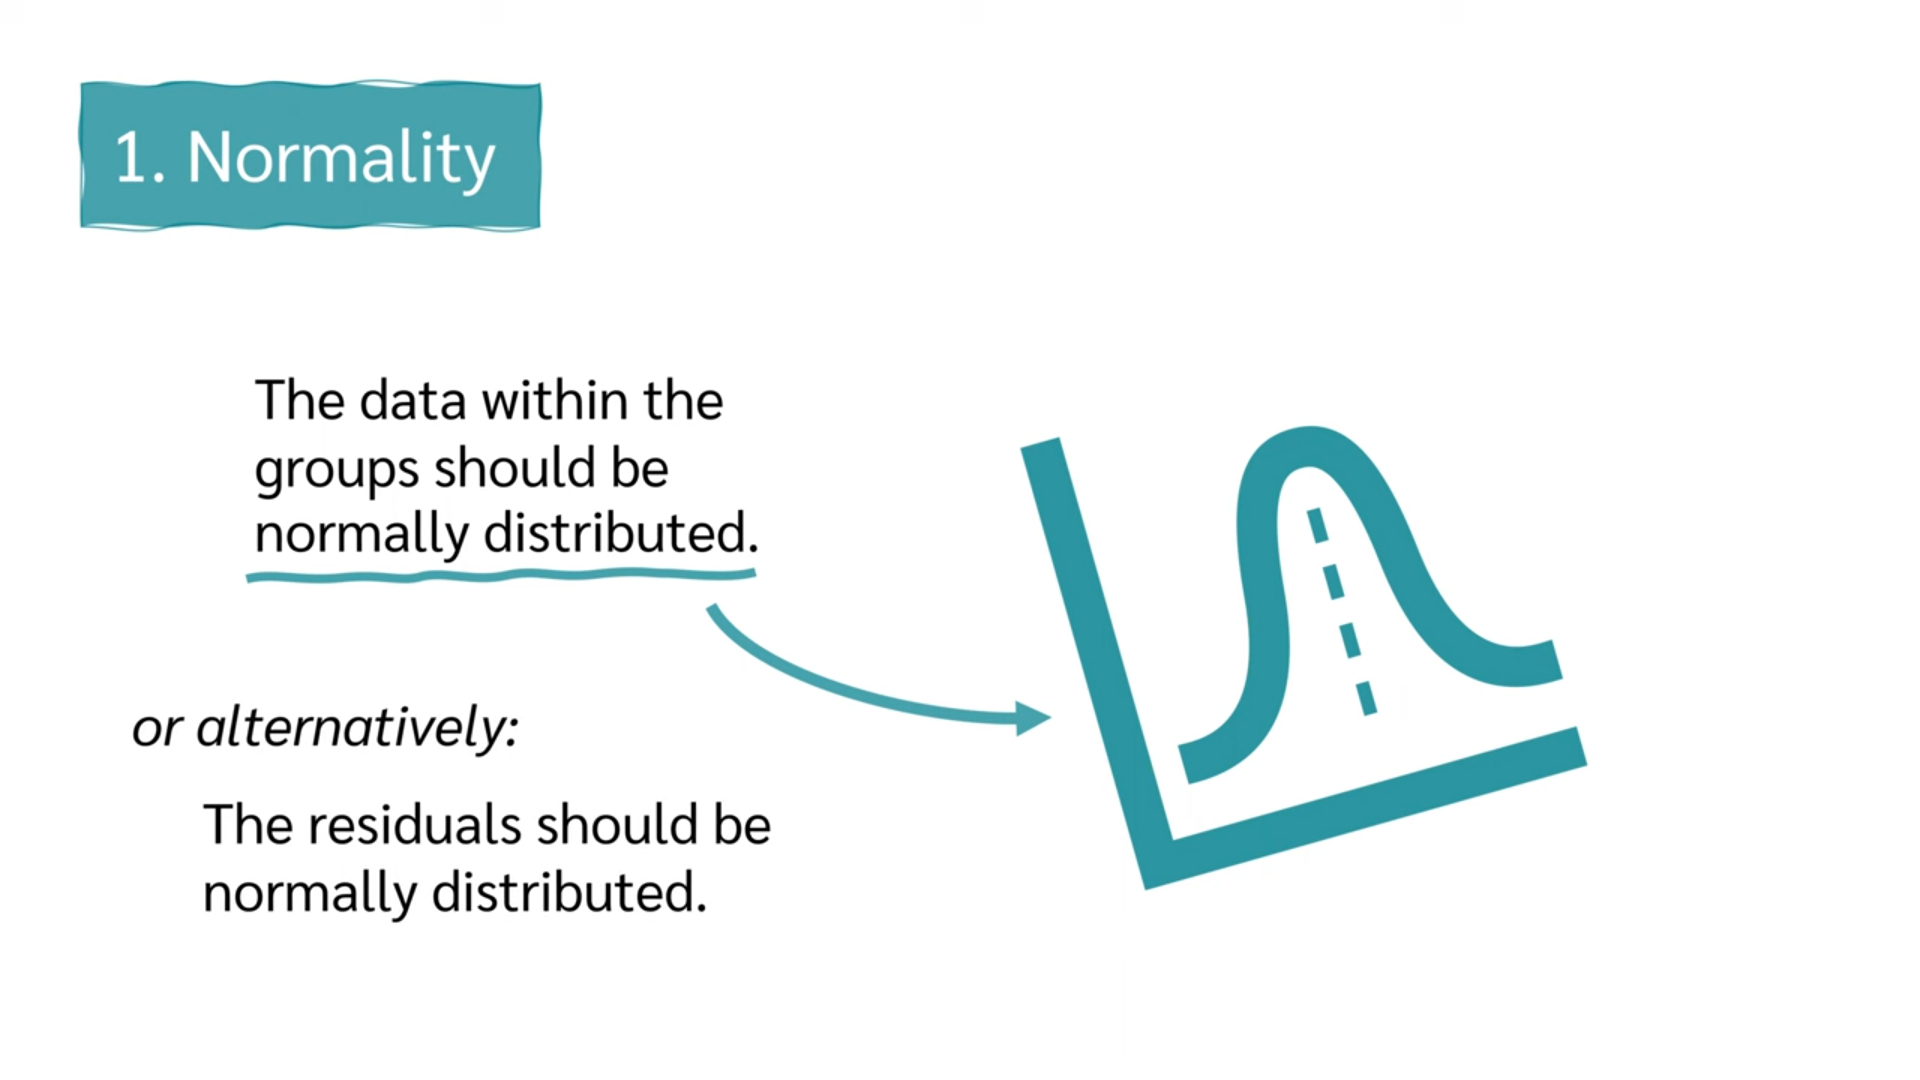 1. Normality
The data within the
groups should be
normally distributed.
or alternatively:
The residuals should be
normally distributed.